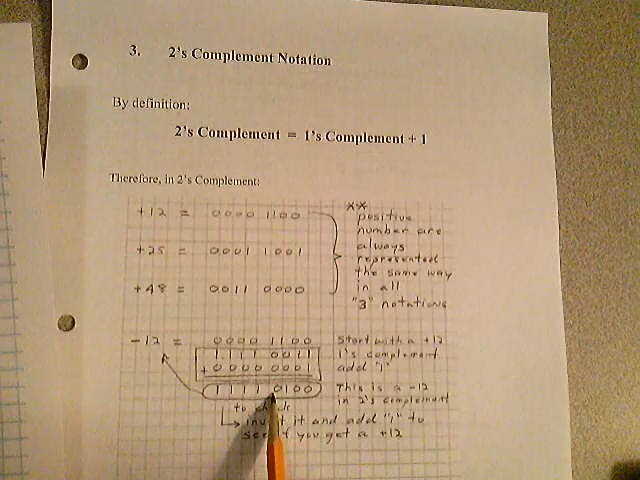 3. 2's Complement Notation
By definition:
2's Complement = 1's Complement + 1
Therefore, in 2's Complement:
+12 = 0000 1100
+25 = 0001 1001
+48 = 0011 0000
** positive
number are
always
represented
the same way
in all
"3" notations
-12 = 0000 1100 Start with a +12
1111 0011 1's complement
+ 0000 0001 add "1"
1111 0100 This is a -12
in 2's complement
to
it and add "1" to
see if you get a +12